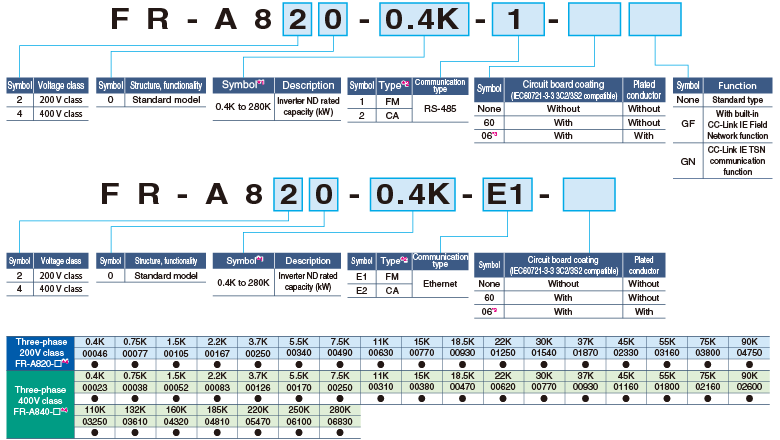 FR-A820-0.4K-1-
Symbol Voltage class
2 200 V class
4 400 V class
Symbol Structure, functionality
0 Standard model
Symbol*1 Description
0.4K to 280K Inverter ND rated
capacity (kW)
Symbol Type*2 Communication
type
1 FM RS-485
2 CA
Symbol Circuit board coating
(IEC60721-3-3 3C2/3S2 compatible) Plated
conductor
None Without Without
60 With Without
06*3 With With
Symbol Function
None Standard type
GF With built-in
CC-Link IE Field
Network function
GN CC-Link IE TSN
communication
function
FR-A820-0.4K-E1-
Symbol Voltage class
2 200 V class
4 400 V class
Symbol Structure, functionality
0 Standard model
Symbol*1 Description
0.4K to 280K Inverter ND rated
capacity (kW)
Symbol Type*2 Communication
type
E1 FM Ethernet
E2 CA
Symbol Circuit board coating
(IEC60721-3-3 3C2/3S2 compatible) Plated
conductor
None Without Without
60 With Without
06*3 With With
Three-phase
200V class
FR-A820-□
0.4K 0.75K 1.5K 2.2K 3.7K 5.5K 7.5K 11K 15K 18.5K 22K 30K 37K 45K 55K 75K 90K
00046 00077 00105 00167 00250 00340 00490 00630 00770 00930 01250 01540 01870 02330 03160 03800 04750
● ● ● ● ● ● ● ● ● ● ● ● ● ● ● ● ●
Three-phase
400V class
FR-A840-□
0.4K 0.75K 1.5K 2.2K 3.7K 5.5K 7.5K 11K 15K 18.5K 22K 30K 37K 45K 55K 75K 90K
00023 00038 00052 00083 00126 00170 00250 00310 00380 00470 00620 00770 00930 01160 01800 02160 02600
● ● ● ● ● ● ● ● ● ● ● ● ● ● ● ● ●
110K 132K 160K 185K 220K 250K 280K
03250 03610 04320 04810 05470 06100 06830
● ● ● ● ● ● ●